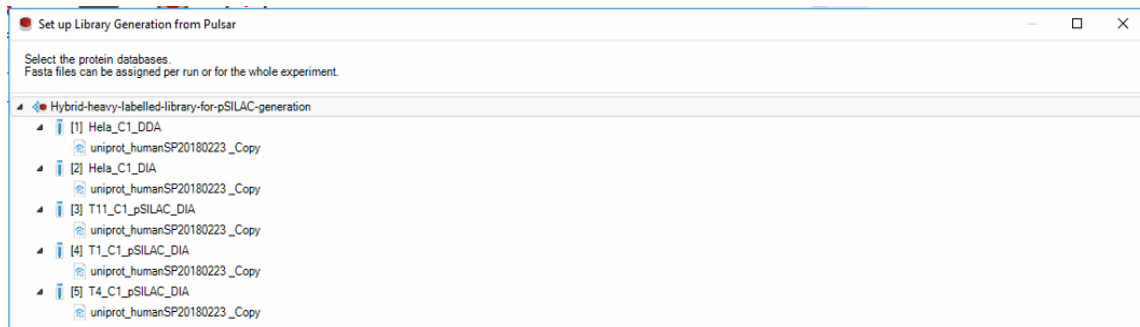 Set up Library Generation from Pulsar
Select the protein databases.
Fasta files can be assigned per run or for the whole experiment.
Hybrid-heavy-labelled-library-for-pSILAC-generation
[1] Hela_C1_DDA
uniprot_humanSP20180223 _Copy
[2] Hela_C1_DIA
uniprot_humanSP20180223 _Copy
[3] T11_C1_pSILAC_DIA
uniprot_humanSP20180223 _Copy
[4] T1_C1_pSILAC_DIA
uniprot_humanSP20180223 _Copy
[5] T4_C1_pSILAC_DIA
uniprot_humanSP20180223 _Copy